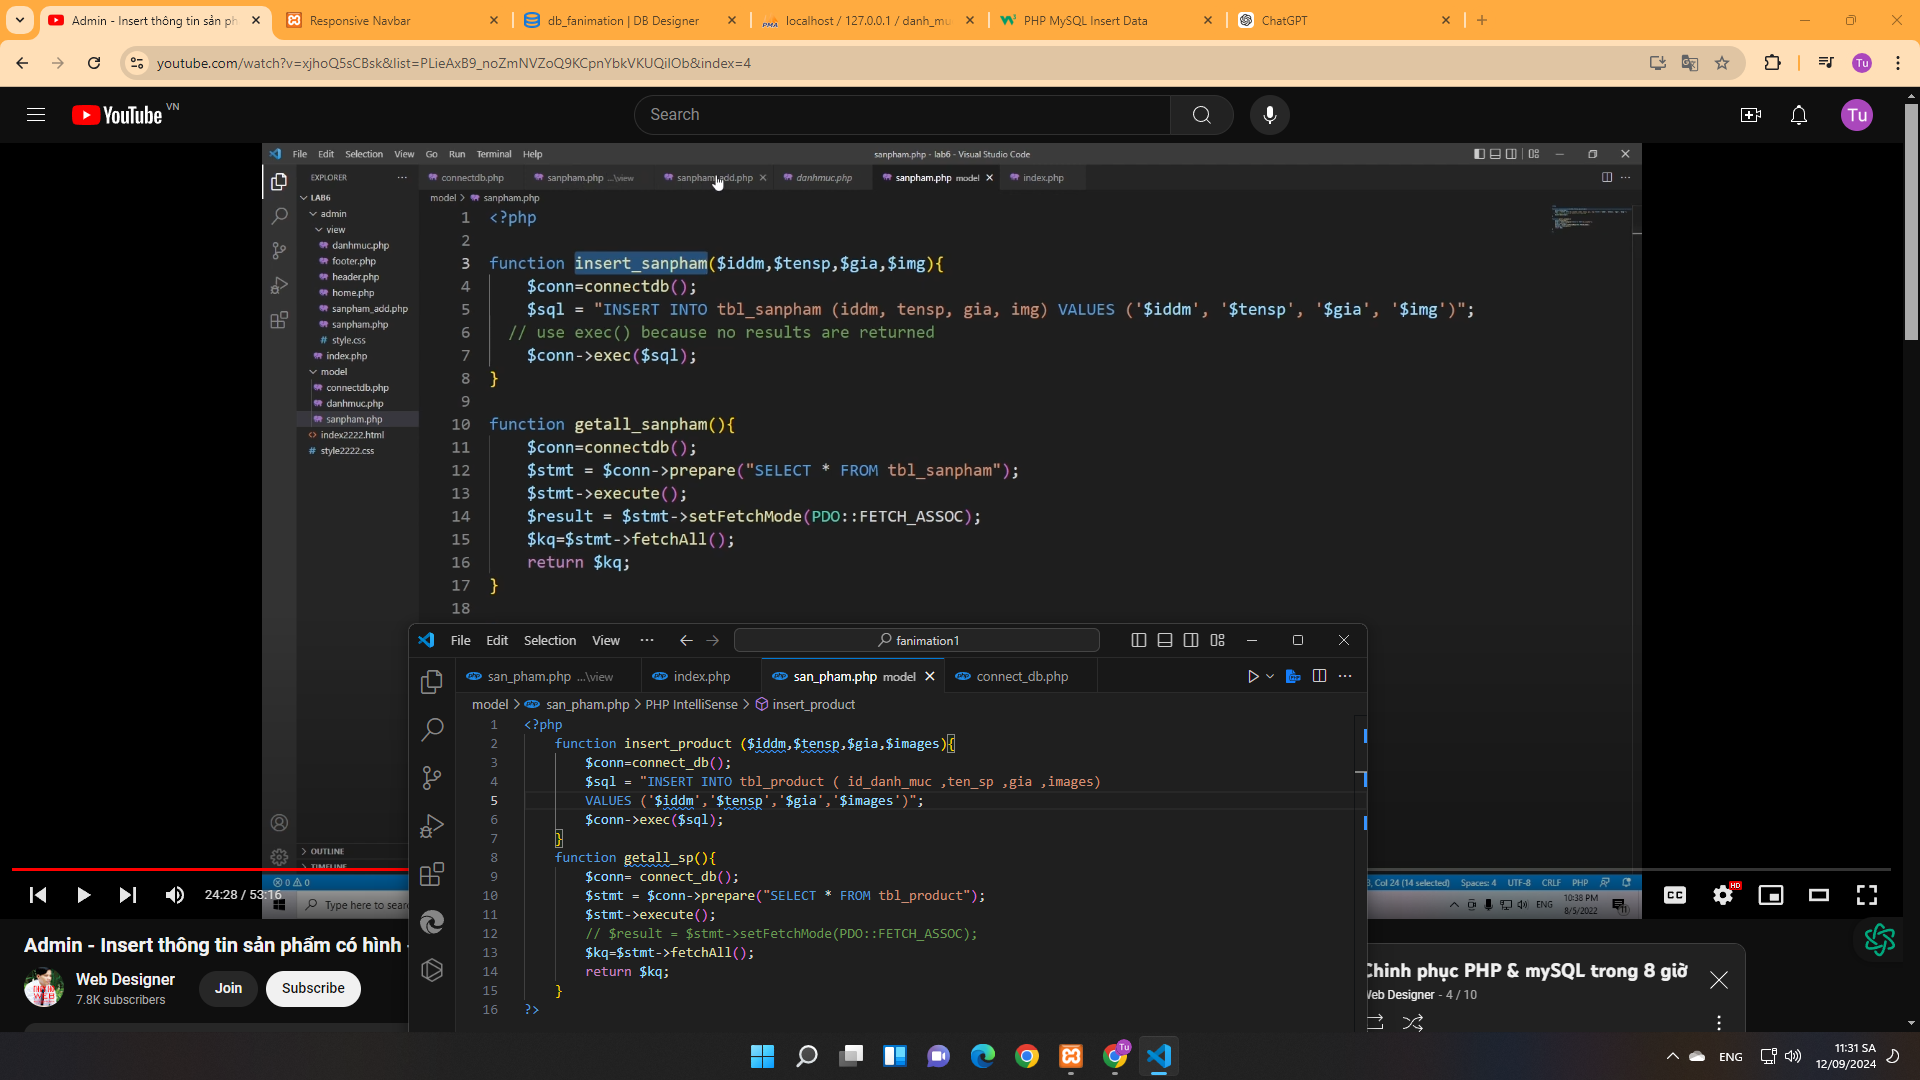 Admin - Insert thông tin sản ph
Responsive Navbar
db_fanimation | DB Designer
localhost / 127.0.0.1 / danh_mu
PHP MySQL Insert Data
ChatGPT
youtube.com/watch?v=xjhoQ5sCBsk&list=PLieAxB9_noZmNVZoQ9KCpnYbkVKUQilOb&index=4
Tu
YouTube VN
Search
Tu
File Edit Selection View Go Run Terminal Help
sanpham.php - lab6 - Visual Studio Code
EXPLORER
connectdb.php
sanpham.php ...\view
sanpham_add.php
danhmuc.php
sanpham.php model
index.php
model > sanpham.php
LAB6
admin
view
danhmuc.php
footer.php
header.php
home.php
sanpham_add.php
sanpham.php
# style.css
index.php
model
connectdb.php
danhmuc.php
sanpham.php
index2222.html
# style2222.css
OUTLINE
TIMELINE
1 <?php
2
3 function insert_sanpham($iddm,$tensp,$gia,$img){
4 $conn=connectdb();
5 $sql = "INSERT INTO tbl_sanpham (iddm, tensp, gia, img) VALUES ('$iddm', '$tensp', '$gia', '$img')";
6 // use exec() because no results are returned
7 $conn->exec($sql);
8 }
9
10 function getall_sanpham(){
11 $conn=connectdb();
12 $stmt = $conn->prepare("SELECT * FROM tbl_sanpham");
13 $stmt->execute();
14 $result = $stmt->setFetchMode(PDO::FETCH_ASSOC);
15 $kq=$stmt->fetchAll();
16 return $kq;
17 }
18
File Edit Selection View ...
fanimation1
san_pham.php ...\view
index.php
san_pham.php model
connect_db.php
model > san_pham.php > PHP IntelliSense > insert_product
1 <?php
2 function insert_product ($iddm,$tensp,$gia,$images){
3 $conn=connect_db();
4 $sql = "INSERT INTO tbl_product ( id_danh_muc ,ten_sp ,gia ,images)
5 VALUES ('$iddm','$tensp','$gia','$images')";
6 $conn->exec($sql);
7 }
8 function getall_sp(){
9 $conn= connect_db();
10 $stmt = $conn->prepare("SELECT * FROM tbl_product");
11 $stmt->execute();
12 // $result = $stmt->setFetchMode(PDO::FETCH_ASSOC);
13 $kq=$stmt->fetchAll();
14 return $kq;
15 }
16 ?>
0 0
3, Col 24 (14 selected) Spaces: 4 UTF-8 CRLF PHP
Type here to sear
ENG
10:38 PM
8/5/2022
24:28 / 53:16
CC
HD
Admin - Insert thông tin sản phẩm có hình
Web Designer
7.8K subscribers
Join
Subscribe
Chinh phục PHP & mySQL trong 8 giờ
Web Designer - 4 / 10
Tu
ENG
11:31 SA
12/09/2024